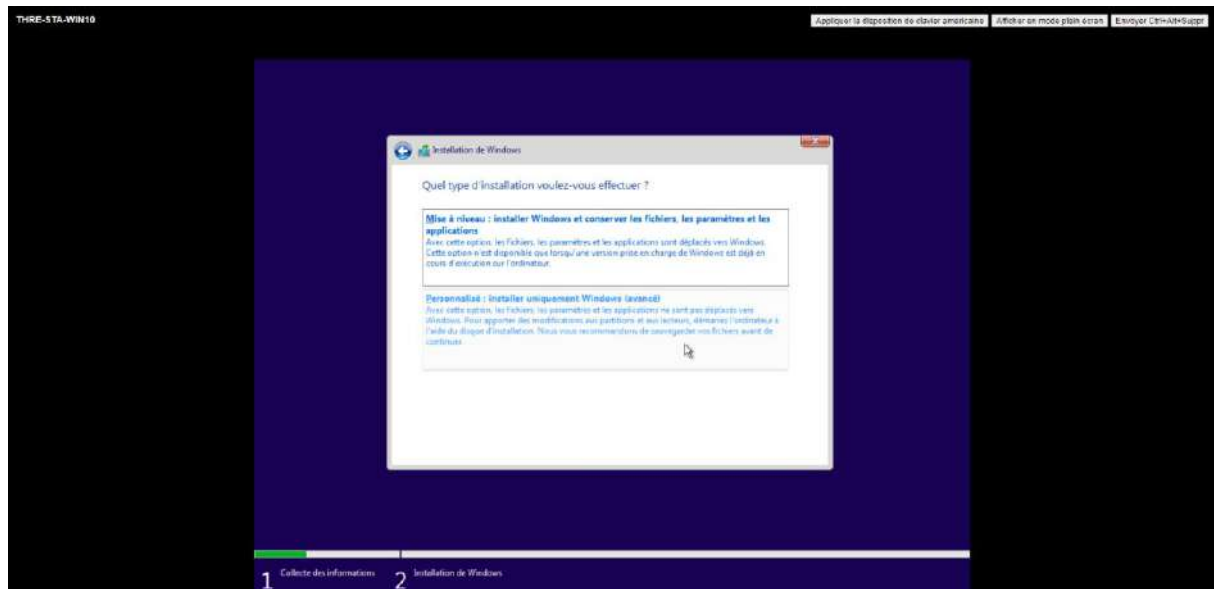 THRE-STA-WIN10
Appliquer la disposition de clavier américaine Afficher en mode plein écran Envoyer Ctrl+Alt+Suppr
Installation de Windows
Quel type d'installation voulez-vous effectuer ?
Mise à niveau : installer Windows et conserver les fichiers, les paramètres et les
applications
Avec cette option, les fichiers, les paramètres et les applications sont déplacés vers Windows.
Cette option n'est disponible que lorsqu'une version prise en charge de Windows est déjà en
cours d'exécution sur l'ordinateur.
Personnalisé : installer uniquement Windows (avancé)
Avec cette option, les fichiers, les paramètres et les applications ne sont pas déplacés vers
Windows. Pour apporter des modifications aux partitions et aux lecteurs, démarrez l'ordinateur à
l'aide du disque d'installation. Nous vous recommandons de sauvegarder vos fichiers avant de
continuer.
1 Collecte des informations 2 Installation de Windows